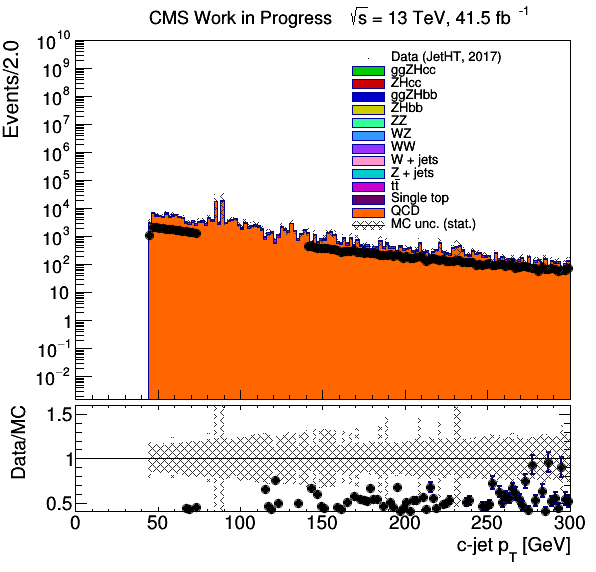 CMS Work in Progress √s = 13 TeV, 41.5 fb⁻¹
Events/2.0
10¹⁰
10⁹
10⁸
10⁷
10⁶
10⁵
10⁴
10³
10²
10
1
10⁻¹
10⁻²
Data (JetHT, 2017)
ggZHcc
ZHcc
ggZHbb
ZHbb
ZZ
WZ
WW
W + jets
Z + jets
tt̄
Single top
QCD
MC unc. (stat.)
Data/MC
1.5
1
0.5
0 50 100 150 200 250 300
c-jet p_T [GeV]